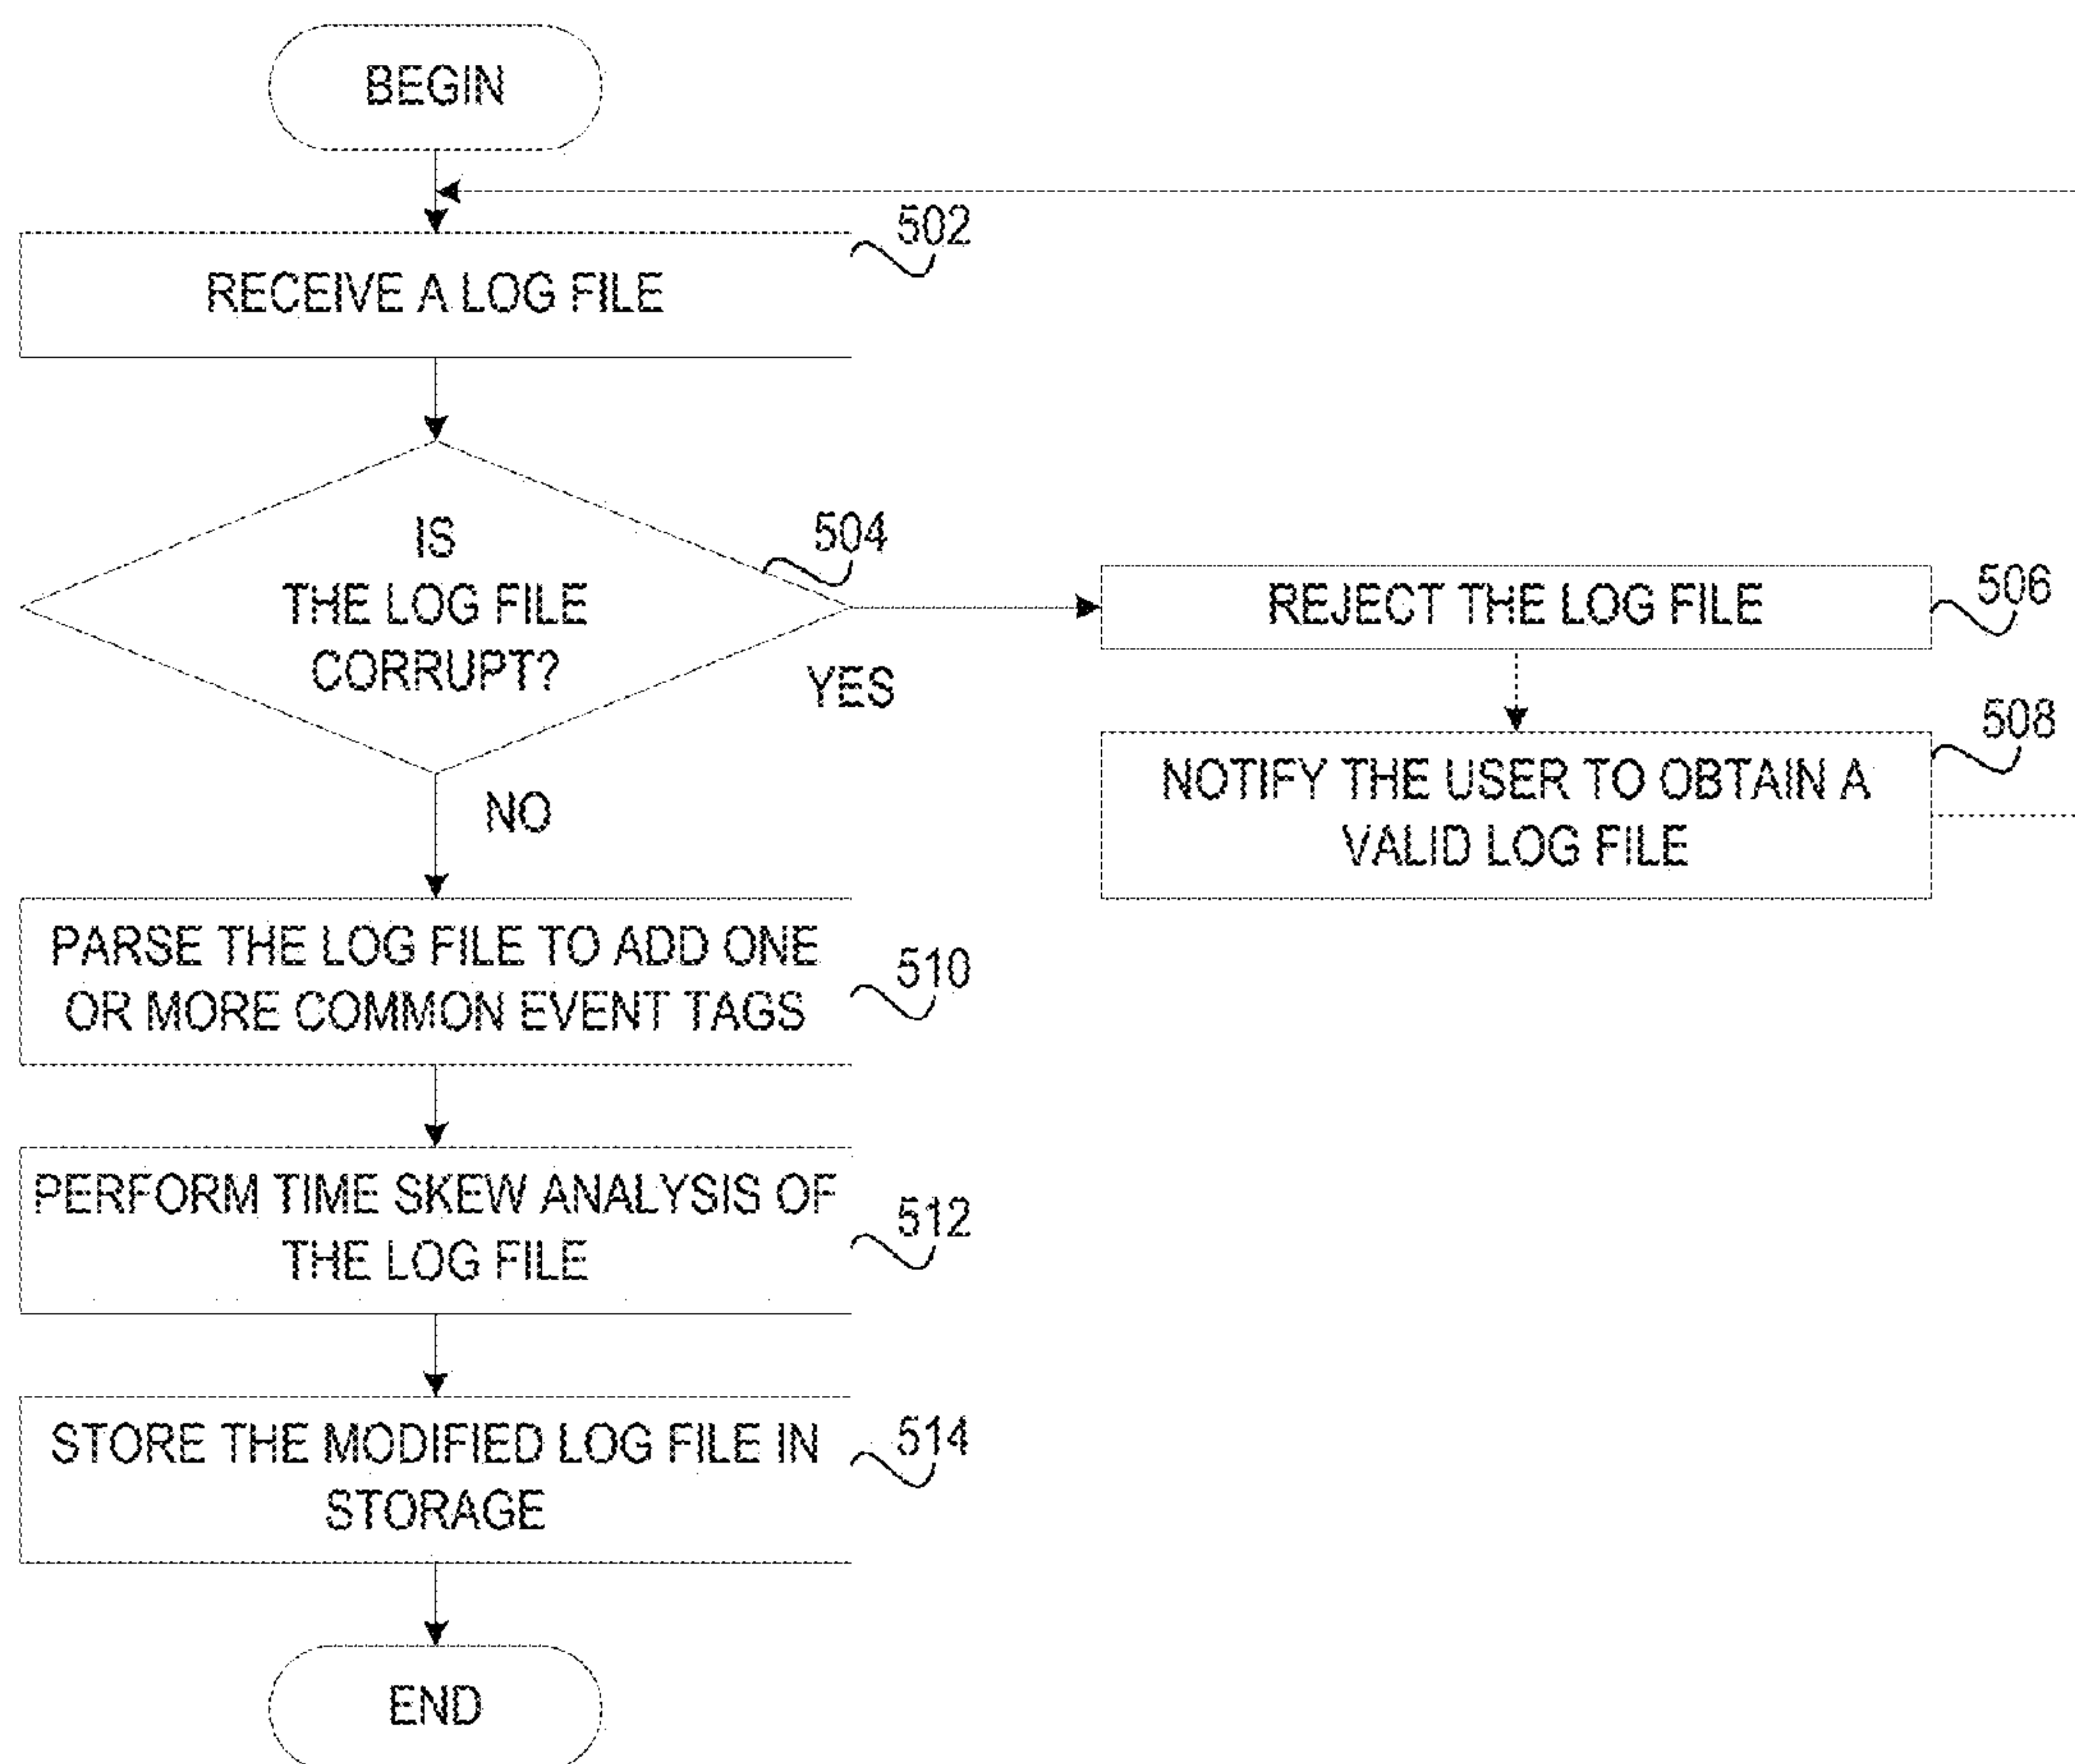 BEGIN
502
RECEIVE A LOG FILE
IS
THE LOG FILE
CORRUPT?
504
YES
NO
REJECT THE LOG FILE
506
NOTIFY THE USER TO OBTAIN A
VALID LOG FILE
508
PARSE THE LOG FILE TO ADD ONE
OR MORE COMMON EVENT TAGS
510
PERFORM TIME SKEW ANALYSIS OF
THE LOG FILE
512
STORE THE MODIFIED LOG FILE IN
STORAGE
514
END